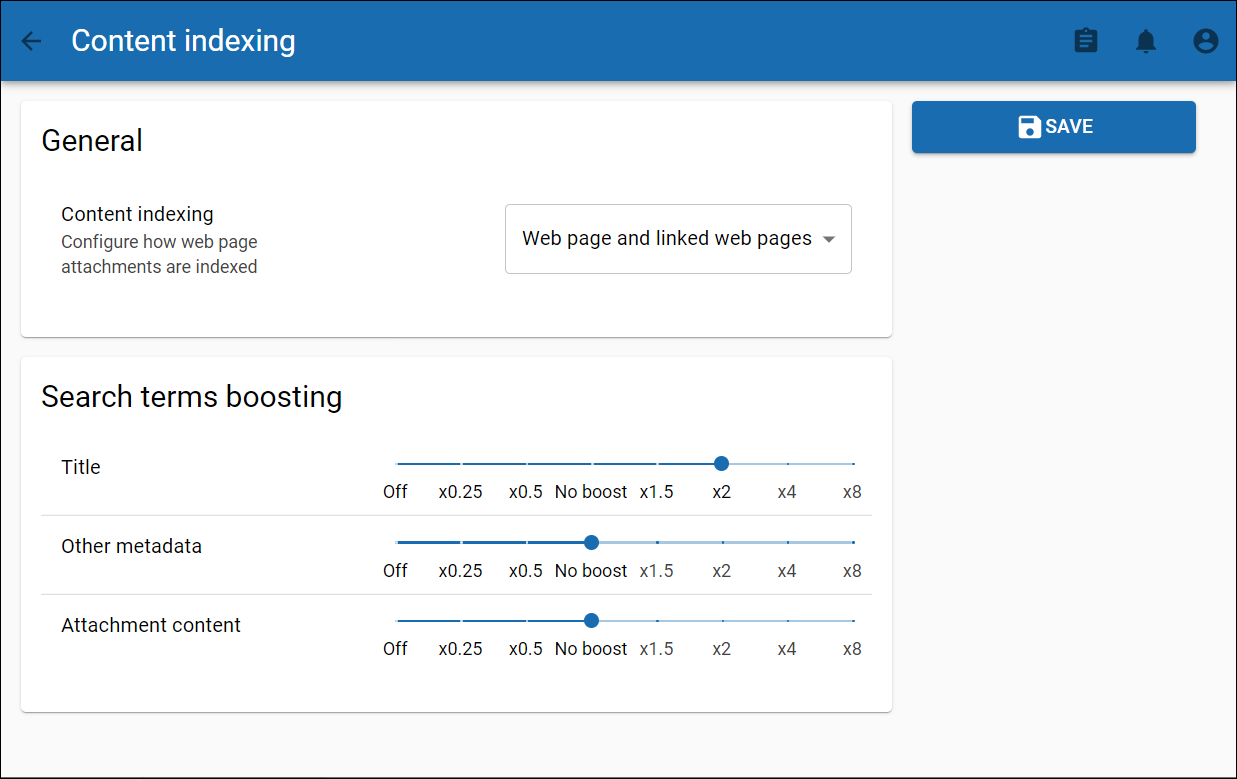 Content indexing
SAVE
General
Content indexing
Configure how web page
attachments are indexed
Web page and linked web pages
Search terms boosting
Title
Off x0.25 x0.5 No boost x1.5 x2 x4 x8
Other metadata
Off x0.25 x0.5 No boost x1.5 x2 x4 x8
Attachment content
Off x0.25 x0.5 No boost x1.5 x2 x4 x8